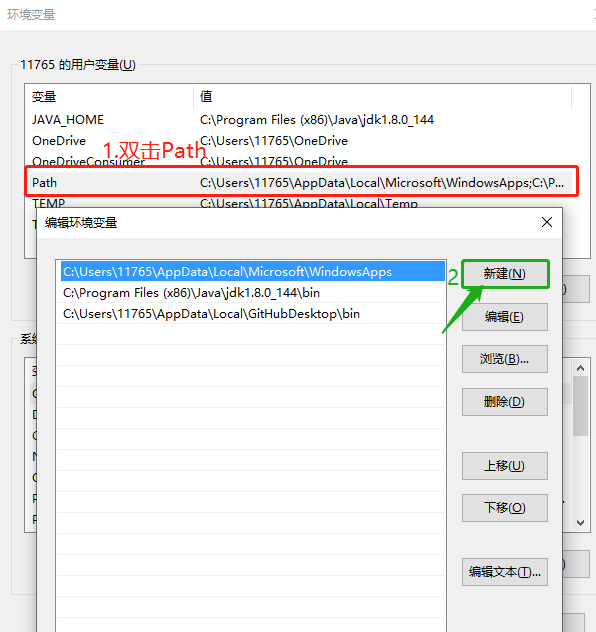 环境变量
11765 的用户变量(U)
变量 值
JAVA_HOME C:\Program Files (x86)\Java\jdk1.8.0_144
OneDrive C:\Users\11765\OneDrive
1.双击Path
OneDriveConsumer C:\Users\11765\OneDrive
Path C:\Users\11765\AppData\Local\Microsoft\WindowsApps;C:\P...
TEMP C:\Users\11765\AppData\Local\Temp
编辑环境变量
C:\Users\11765\AppData\Local\Microsoft\WindowsApps
2 新建(N)
C:\Program Files (x86)\Java\jdk1.8.0_144\bin
C:\Users\11765\AppData\Local\GitHubDesktop\bin
编辑(E)
浏览(B)...
删除(D)
上移(U)
下移(O)
编辑文本(T)...